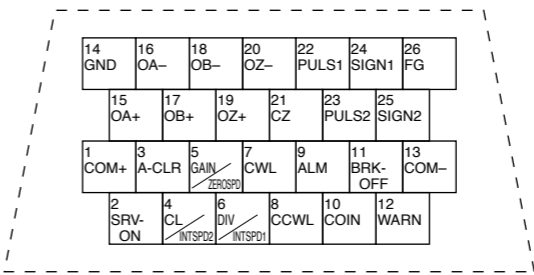 14 16 18 20 22 24 26
GND OA– OB– OZ– PULS1 SIGN1 FG
15 17 19 21 23 25
OA+ OB+ OZ+ CZ PULS2 SIGN2
1 3 5 7 9 11 13
COM+ A-CLR GAIN CWL ALM BRK- COM–
ZEROSPD OFF
2 4 6 8 10 12
SRV- CL DIV CCWL COIN WARN
ON INTSPD2 INTSPD1